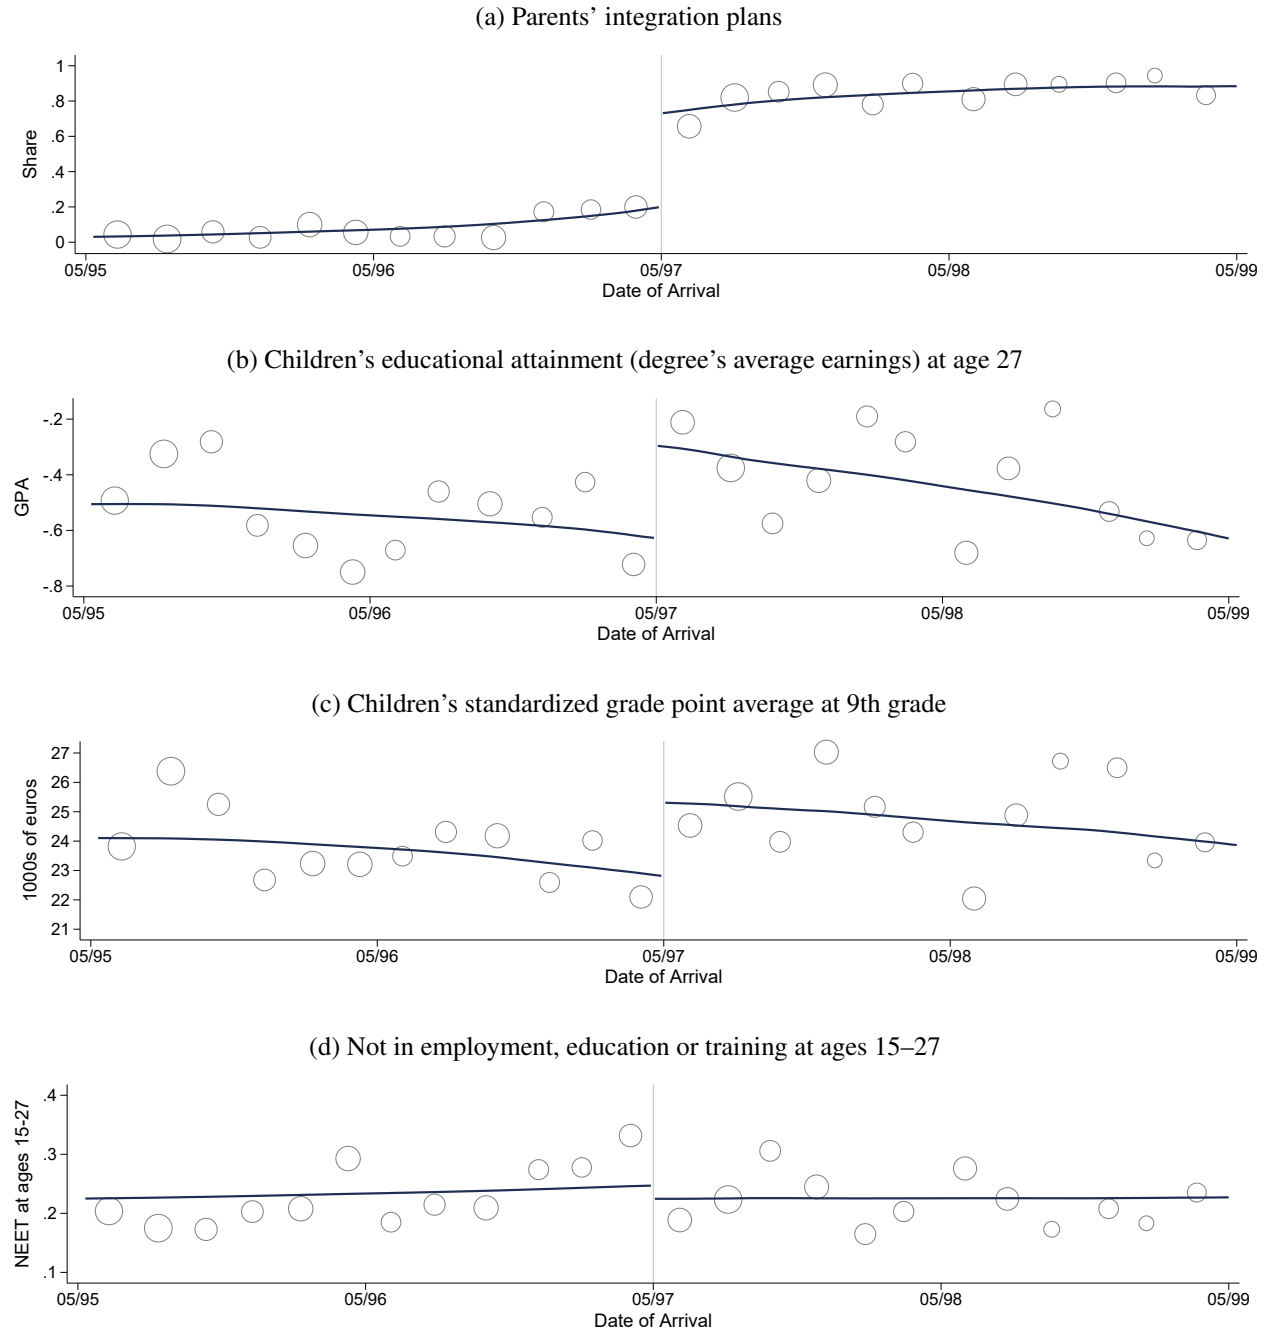 (a) Parents’ integration plans
1
.8
.6
.4
.2
0
Share
05/95 05/96 05/97 05/98 05/99
Date of Arrival
(b) Children’s educational attainment (degree’s average earnings) at age 27
-.2
-.4
-.6
-.8
GPA
05/95 05/96 05/97 05/98 05/99
Date of Arrival
(c) Children’s standardized grade point average at 9th grade
27
26
25
24
23
22
21
1000s of euros
05/95 05/96 05/97 05/98 05/99
Date of Arrival
(d) Not in employment, education or training at ages 15–27
.4
.3
.2
.1
NEET at ages 15-27
05/95 05/96 05/97 05/98 05/99
Date of Arrival